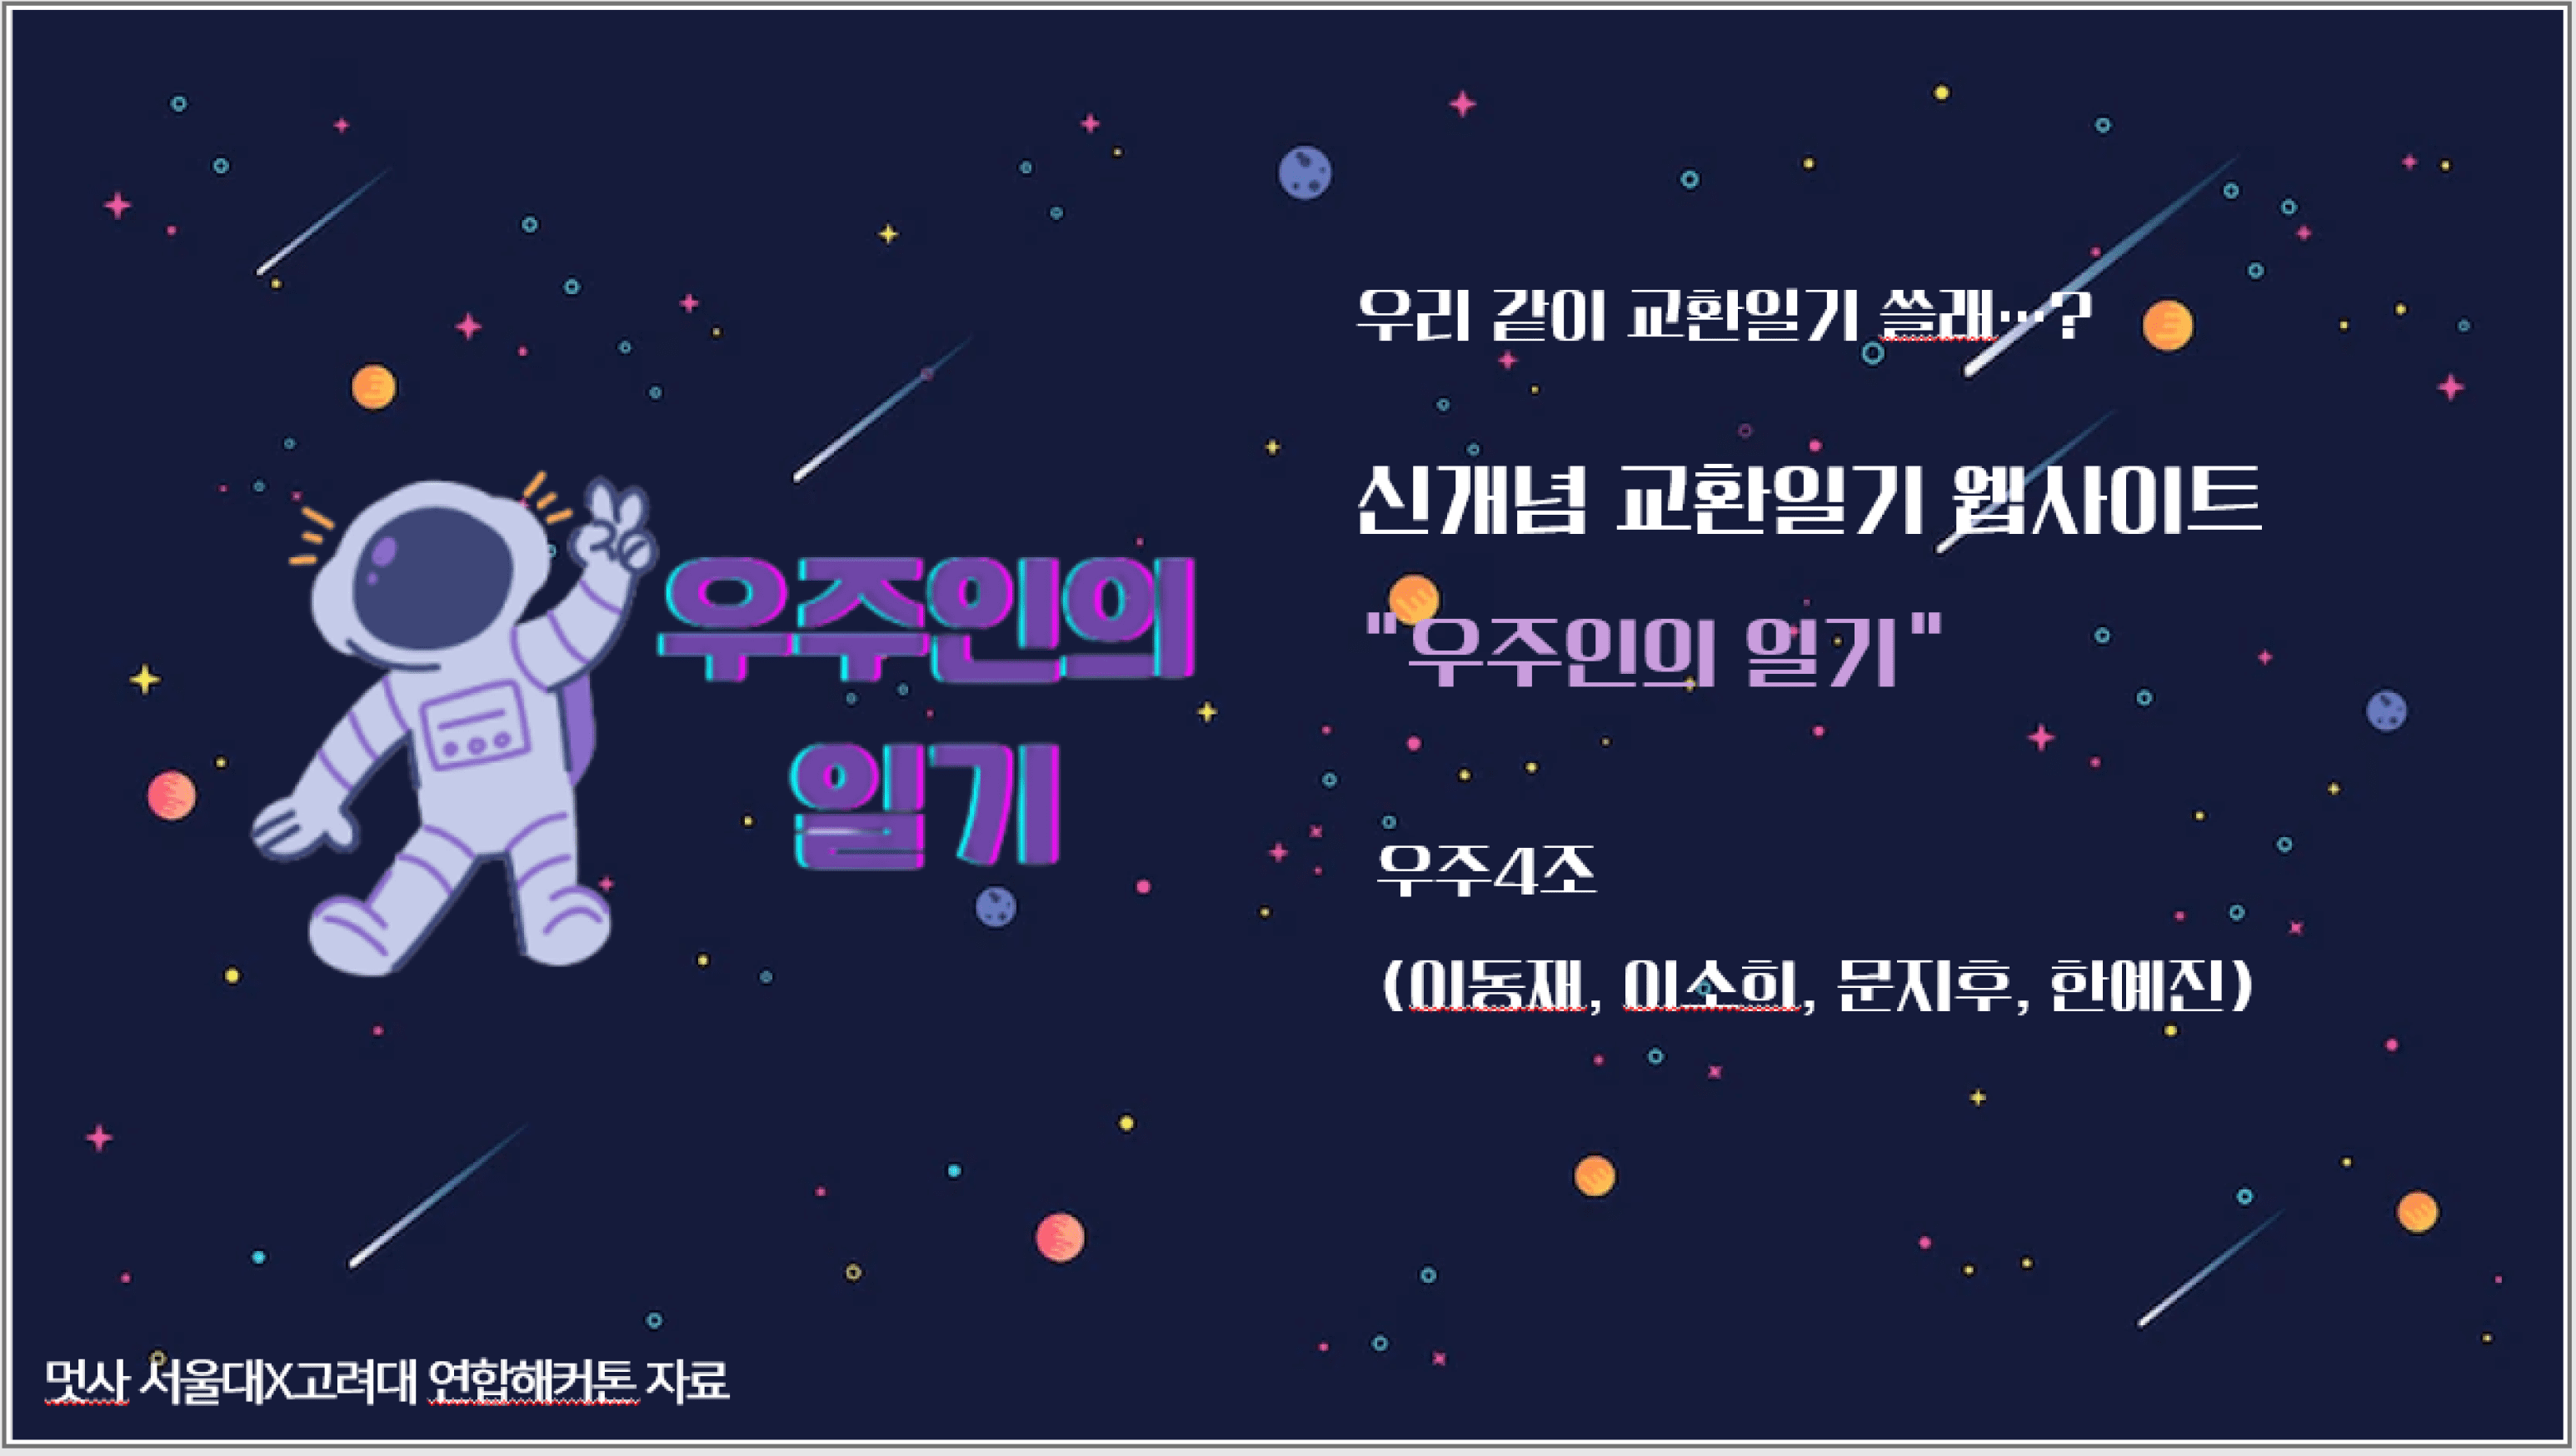 우주인의
일기
우리 같이 교환일기 쓸래…?
신개념 교환일기 웹사이트
"우주인의 일기"
우주4조
(이동재, 이소희, 문지후, 한예진)
멋사 서울대X고려대 연합해커톤 자료